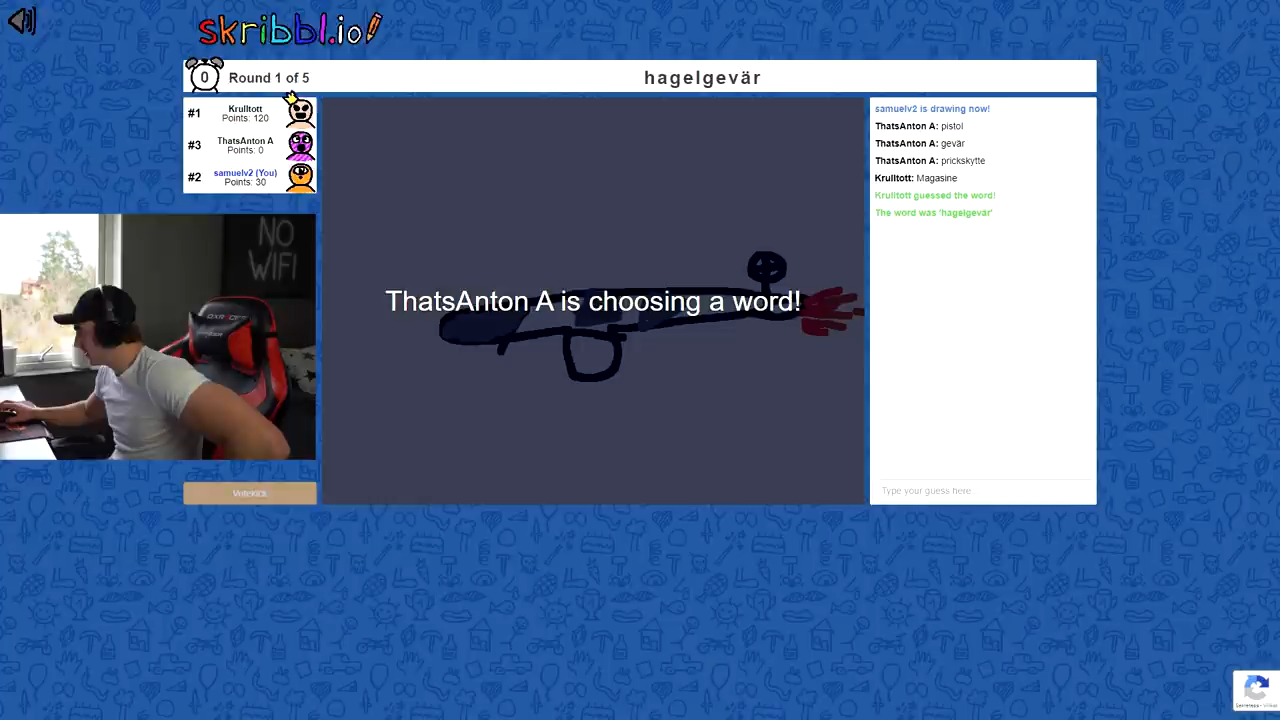 skribbl.io
0
Round 1 of 5
hagelgevär
#1
Krulltott
Points: 120
#3
ThatsAnton A
Points: 0
#2
samuelv2 (You)
Points: 30
NO
WIFI
Votekick
ThatsAnton A is choosing a word!
samuelv2 is drawing now!
ThatsAnton A: pistol
ThatsAnton A: gevär
ThatsAnton A: prickskytte
Krulltott: Magasine
Krulltott guessed the word!
The word was 'hagelgevär'
Type your guess here